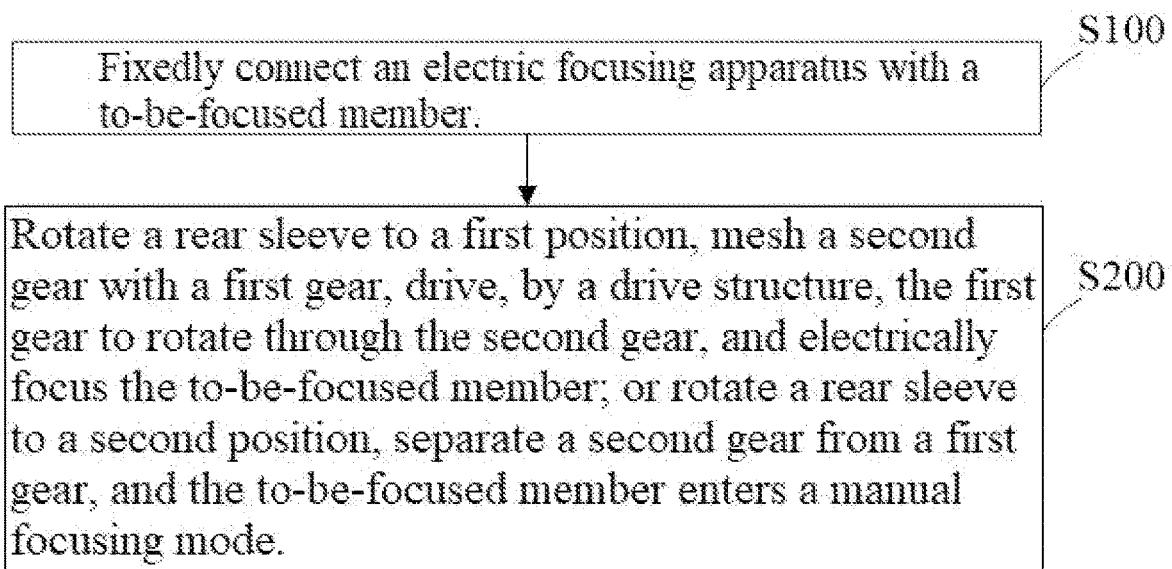 S100
Fixedly connect an electric focusing apparatus with a
to-be-focused member.
Rotate a rear sleeve to a first position, mesh a second
gear with a first gear, drive, by a drive structure, the first
gear to rotate through the second gear, and electrically
focus the to-be-focused member; or rotate a rear sleeve
to a second position, separate a second gear from a first
gear, and the to-be-focused member enters a manual
focusing mode.
S200